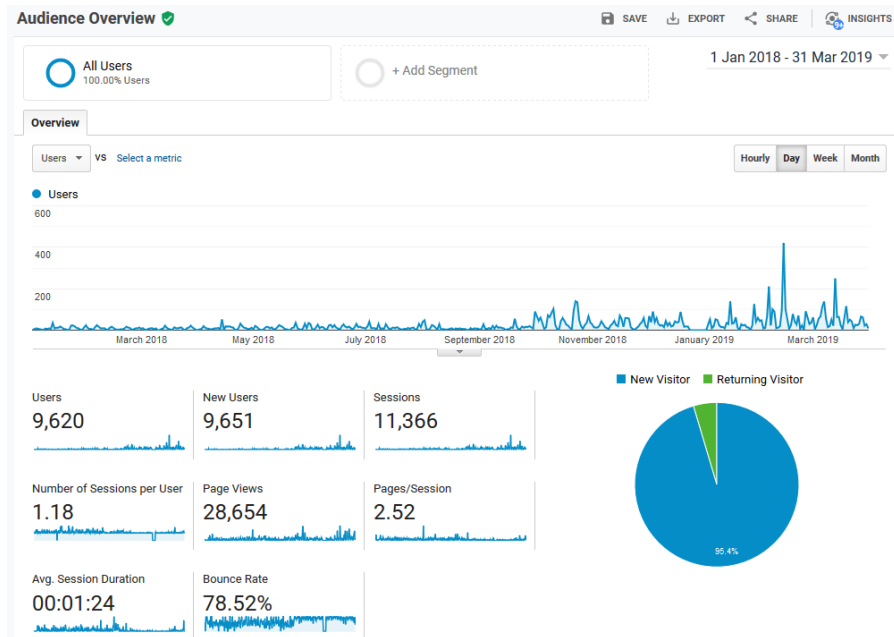 Audience Overview
SAVE EXPORT SHARE INSIGHTS
9+
All Users
100.00% Users
+ Add Segment
1 Jan 2018 - 31 Mar 2019
Overview
Users VS Select a metric
Hourly Day Week Month
Users
600
400
200
March 2018 May 2018 July 2018 September 2018 November 2018 January 2019 March 2019
New Visitor Returning Visitor
Users New Users Sessions
9,620 9,651 11,366
Number of Sessions per User Page Views Pages/Session
1.18 28,654 2.52
95.4%
Avg. Session Duration Bounce Rate
00:01:24 78.52%